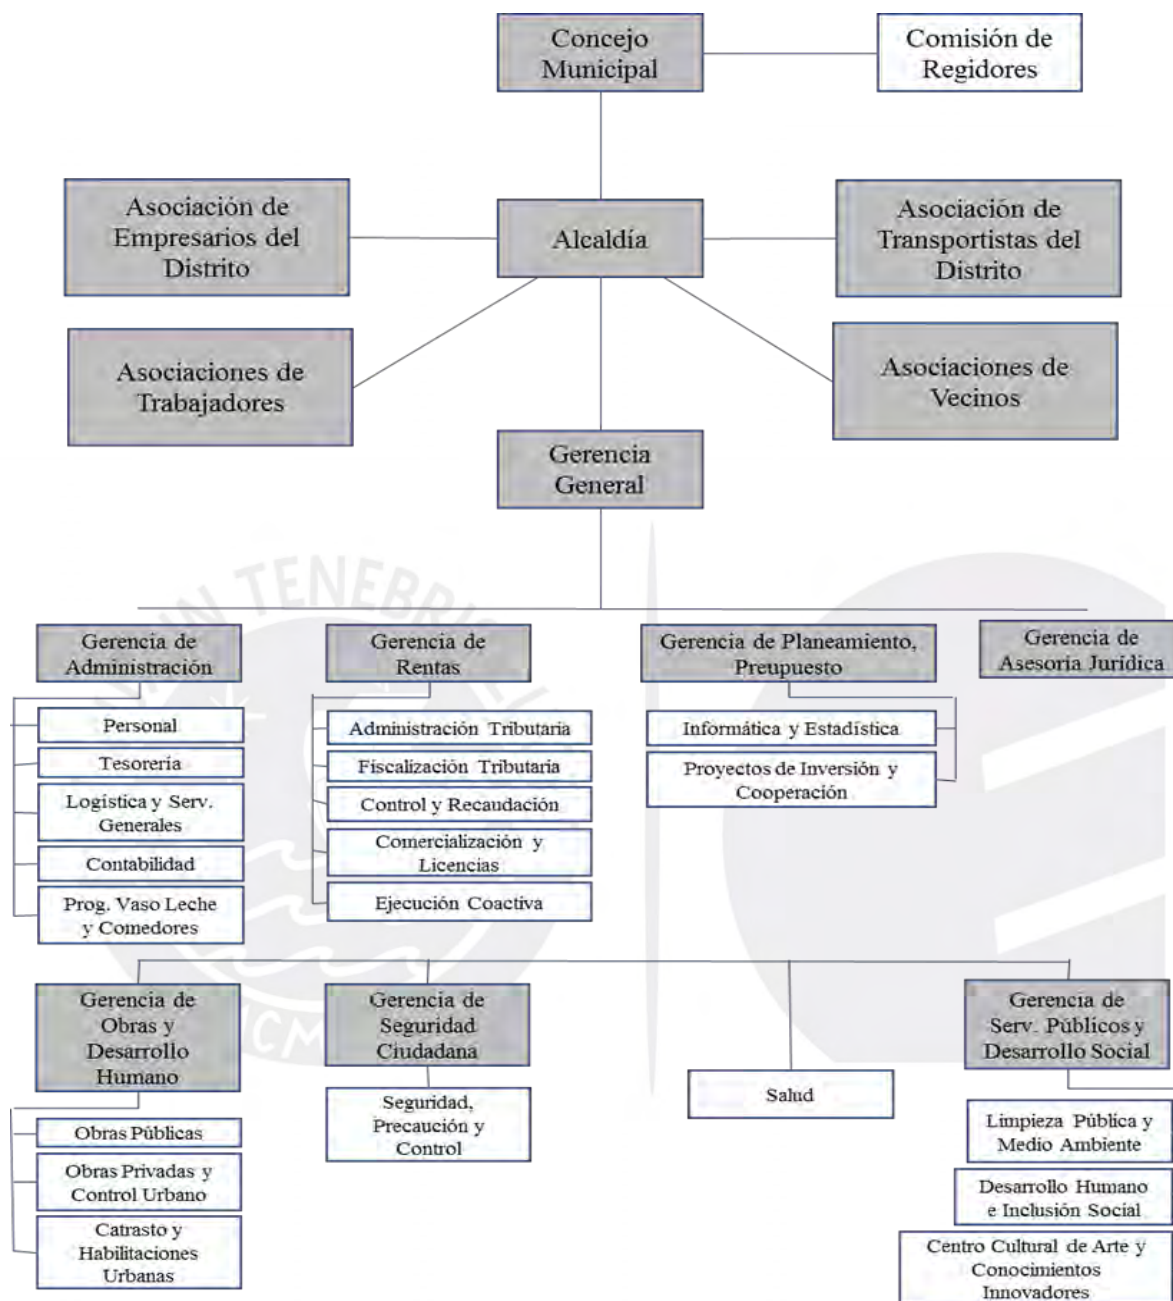 Concejo
Municipal
Comisión de
Regidores
Asociación de
Empresarios del
Distrito
Alcaldía
Asociación de
Transportistas del
Distrito
Asociaciones de
Trabajadores
Asociaciones de
Vecinos
Gerencia
General
IN TENEBRIS
Gerencia de
Administración
Gerencia de
Rentas
Gerencia de Planeamiento,
Prepuesto
Gerencia de
Asesoría Jurídica
Personal
Tesorería
Logística y Serv.
Generales
Contabilidad
Prog. Vaso Leche
y Comedores
Administración Tributaria
Fiscalización Tributaria
Control y Recaudación
Comercialización y
Licencias
Ejecución Coactiva
Informática y Estadística
Proyectos de Inversión y
Cooperación
Gerencia de
Obras y
Desarrollo
Humano
Gerencia de
Seguridad
Ciudadana
Gerencia de
Serv. Públicos y
Desarrollo Social
Obras Públicas
Obras Privadas y
Control Urbano
Catrasto y
Habilitaciones
Urbanas
Seguridad,
Precaución y
Control
Salud
Limpieza Pública y
Medio Ambiente
Desarrollo Humano
e Inclusión Social
Centro Cultural de Arte y
Conocimientos
Innovadores